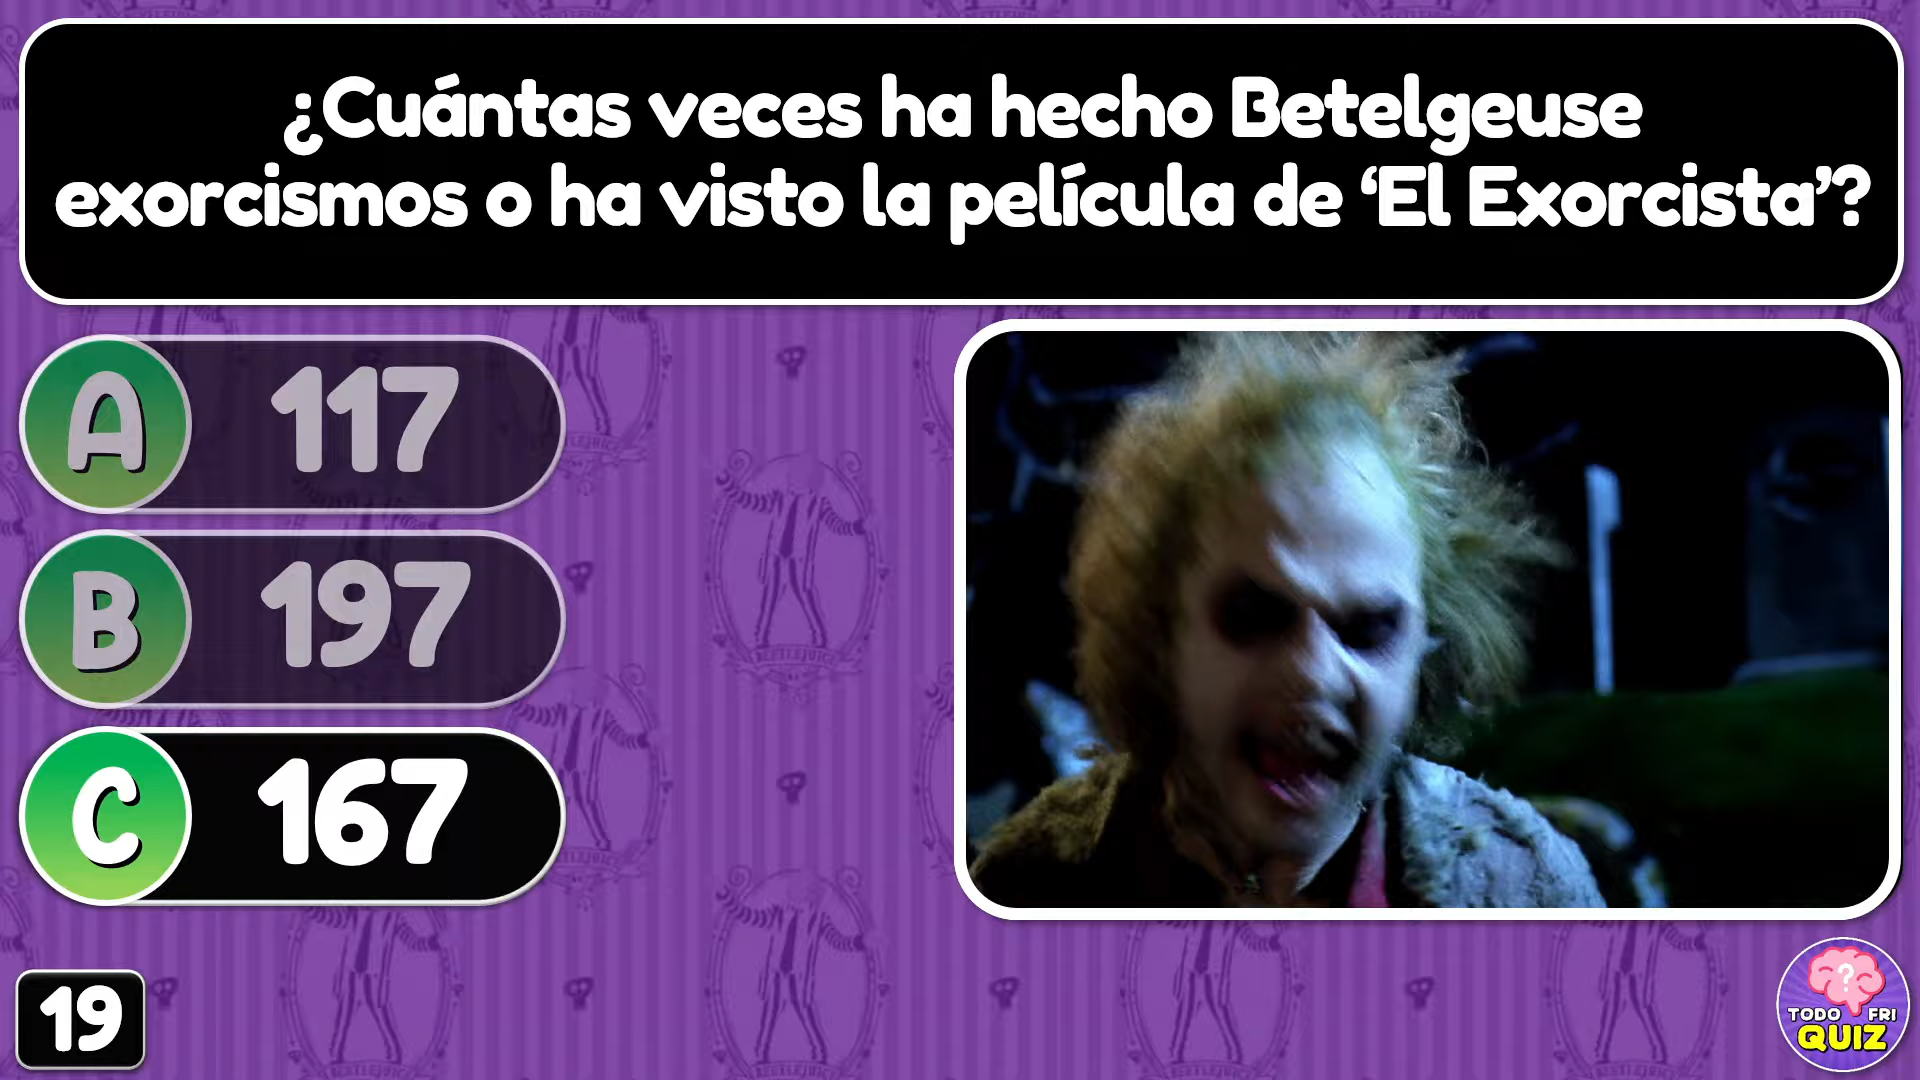 ¿Cuántas veces ha hecho Betelgeuse
exorcismos o ha visto la película de ‘El Exorcista’?
A 117
B 197
C 167
19
?
TODO FRI
QUIZ
BEETLEJUICE